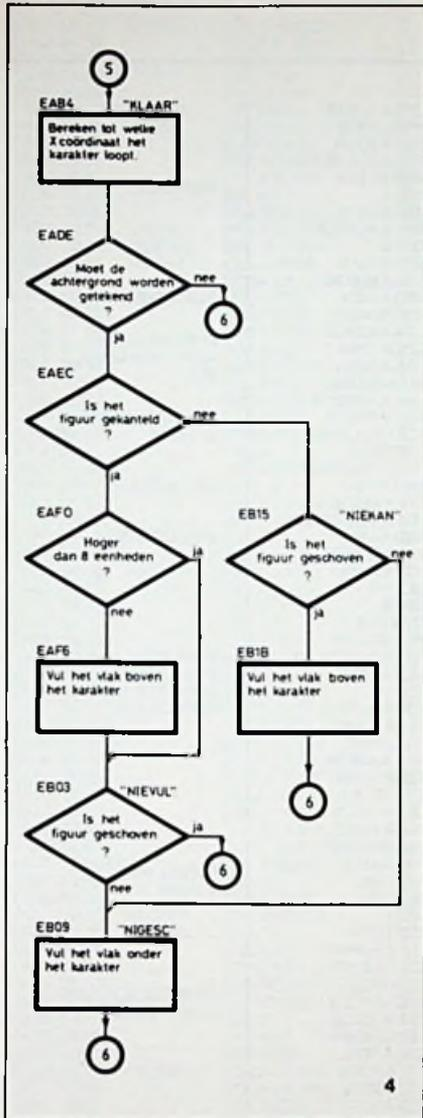 5
EAB4 "KLAAR"
Bereken tot welke
X coördinaat het
karakter loopt.
EADE
Moet de
achtergrond worden
getekend
?
nee
6
ja
EAEC
Is het
figuur gekanteld
?
nee
ja
EAF0
Hoger
dan 8 eenheden
?
ja
nee
EB15 "NIEKAN"
Is het
figuur geschoven
?
nee
ja
EAF6
Vul het vlak boven
het karakter
EB1B
Vul het vlak boven
het karakter
6
EB03 "NIEVUL"
Is het
figuur geschoven
?
ja
6
nee
EB09 "NIGESC"
Vul het vlak onder
het karakter
6
4